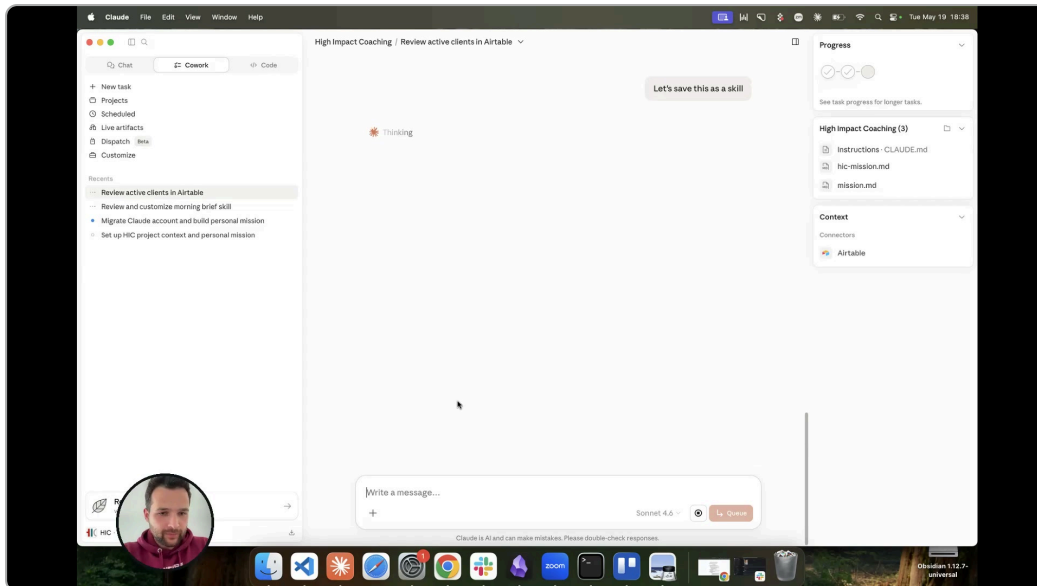 Claude File Edit View Window Help
Tue May 19 18:38
High Impact Coaching / Review active clients in Airtable
Chat Cowork Code
New task
Projects
Scheduled
Live artifacts
Dispatch Beta
Customize
Recents
Review active clients in Airtable
Review and customize morning brief skill
Migrate Claude account and build personal mission
Set up HIC project context and personal mission
HIC
Let's save this as a skill
Thinking
Write a message...
Sonnet 4.6
Queue
Claude is AI and can make mistakes. Please double-check responses.
Progress
See task progress for longer tasks.
High Impact Coaching (3)
Instructions · CLAUDE.md
hic-mission.md
mission.md
Context
Connectors
Airtable
1
zoom
Obsidian 1.12.7-
universal